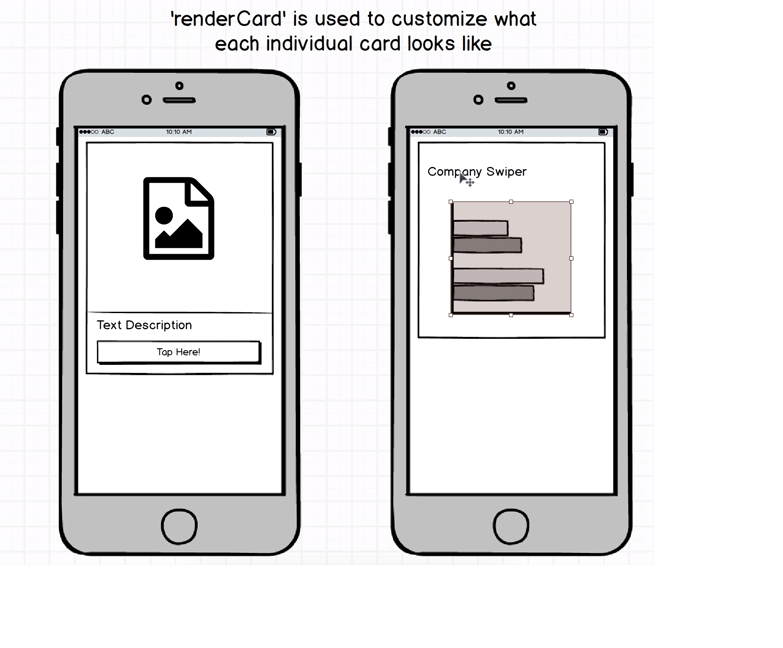 'renderCard' is used to customize what
each individual card looks like
ABC 10:10 AM
Text Description
Tap Here!
ABC 10:10 AM
Company Swiper